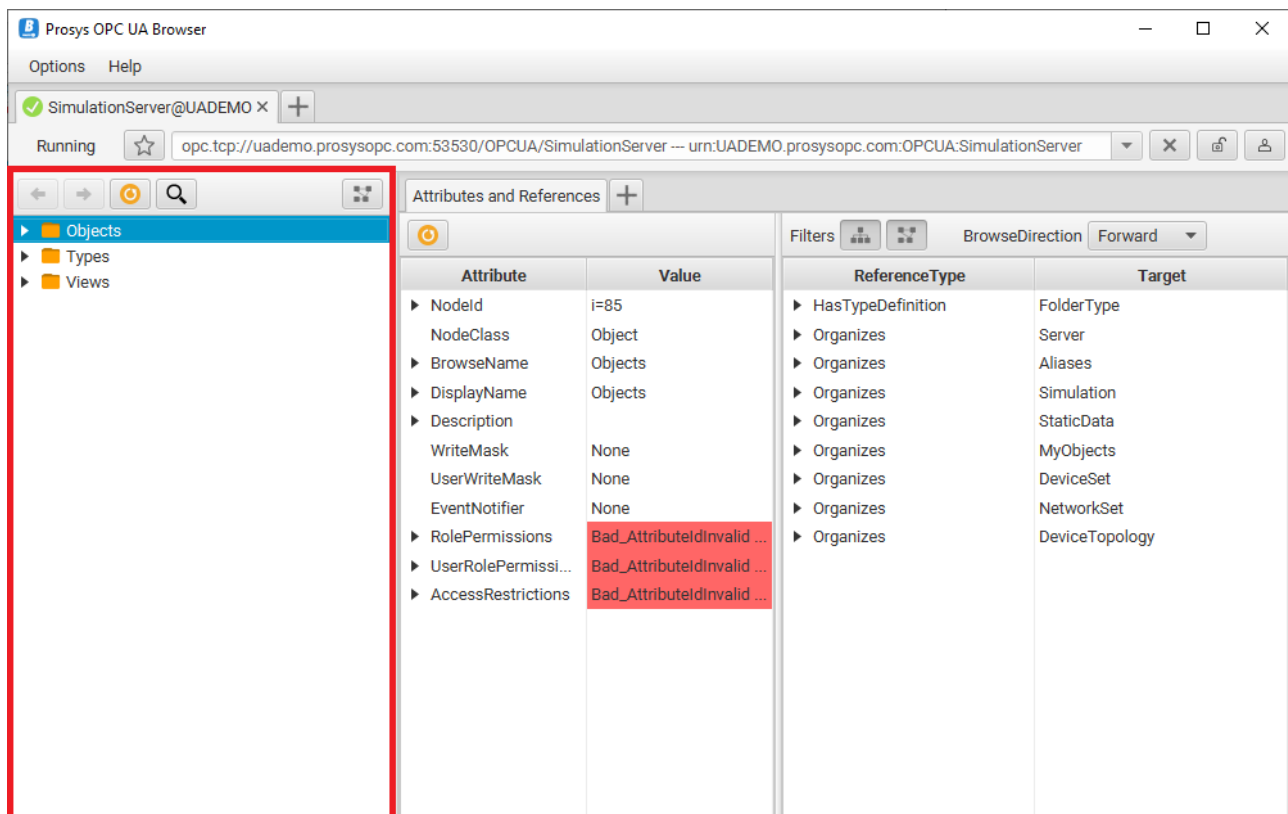 Prosys OPC UA Browser
Options Help
SimulationServer@UADEMO
Running opc.tcp://uademo.prosysopc.com:53530/OPCUA/SimulationServer --- urn:UADEMO.prosysopc.com:OPCUA:SimulationServer
Objects
Types
Views
Attributes and References
Attribute Value
NodeId i=85
NodeClass Object
BrowseName Objects
DisplayName Objects
Description
WriteMask None
UserWriteMask None
EventNotifier None
RolePermissions Bad_AttributeIdInvalid ...
UserRolePermissi... Bad_AttributeIdInvalid ...
AccessRestrictions Bad_AttributeIdInvalid ...
Filters BrowseDirection Forward
ReferenceType Target
HasTypeDefinition FolderType
Organizes Server
Organizes Aliases
Organizes Simulation
Organizes StaticData
Organizes MyObjects
Organizes DeviceSet
Organizes NetworkSet
Organizes DeviceTopology